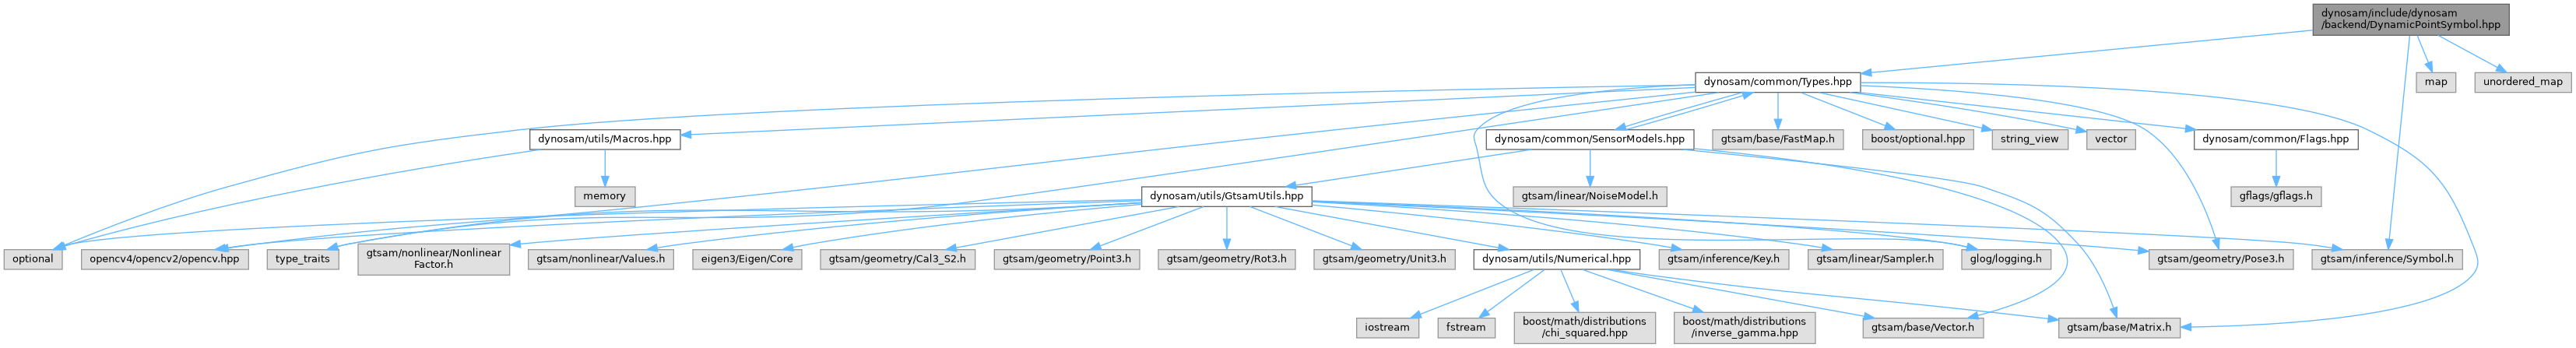 dynosam/include/dynosam
/backend/DynamicPointSymbol.hpp
dynosam/common/Types.hpp
map
unordered_map
dynosam/utils/Macros.hpp
dynosam/common/SensorModels.hpp
gtsam/base/FastMap.h
boost/optional.hpp
string_view
vector
dynosam/common/Flags.hpp
memory
dynosam/utils/GtsamUtils.hpp
gtsam/linear/NoiseModel.h
gflags/gflags.h
optional
opencv4/opencv2/opencv.hpp
type_traits
gtsam/nonlinear/Nonlinear
Factor.h
gtsam/nonlinear/Values.h
eigen3/Eigen/Core
gtsam/geometry/Cal3_S2.h
gtsam/geometry/Point3.h
gtsam/geometry/Rot3.h
gtsam/geometry/Unit3.h
dynosam/utils/Numerical.hpp
gtsam/inference/Key.h
gtsam/linear/Sampler.h
glog/logging.h
gtsam/geometry/Pose3.h
gtsam/inference/Symbol.h
iostream
fstream
boost/math/distributions
/chi_squared.hpp
boost/math/distributions
/inverse_gamma.hpp
gtsam/base/Vector.h
gtsam/base/Matrix.h